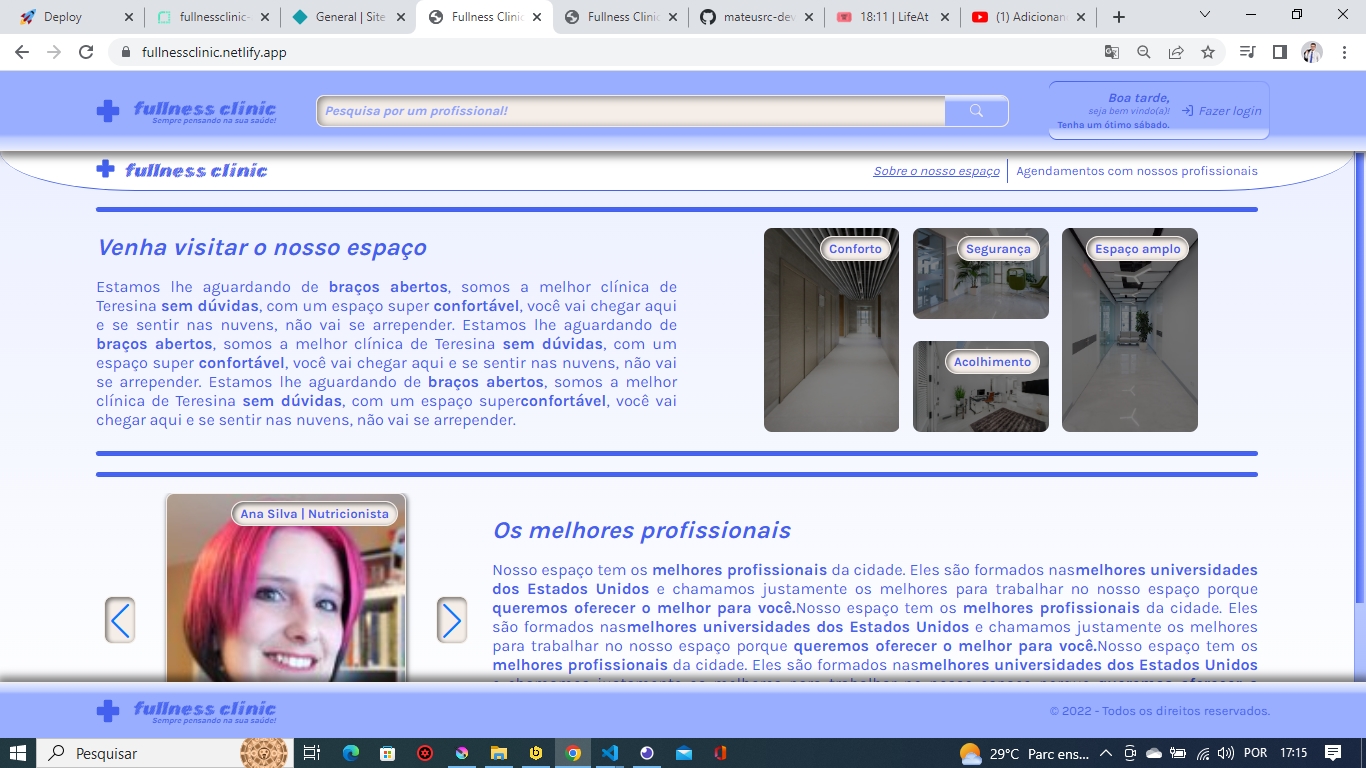 Deploy
fullnessclinic-
General | Site
Fullness Clinic
Fullness Clinic
mateusrc-dev
18:11 | LifeAt
(1) Adicionan
fullnessclinic.netlify.app
fullness clinic
Sempre pensando na sua saúde!
Pesquisa por um profissional!
Boa tarde,
seja bem vindo(a)!
Tenha um ótimo sábado.
Fazer login
fullness clinic
Sobre o nosso espaço
Agendamentos com nossos profissionais
Venha visitar o nosso espaço
Estamos lhe aguardando de braços abertos, somos a melhor clínica de
Teresina sem dúvidas, com um espaço super confortável, você vai chegar aqui
e se sentir nas nuvens, não vai se arrepender. Estamos lhe aguardando de
braços abertos, somos a melhor clínica de Teresina sem dúvidas, com um
espaço super confortável, você vai chegar aqui e se sentir nas nuvens, não vai
se arrepender. Estamos lhe aguardando de braços abertos, somos a melhor
clínica de Teresina sem dúvidas, com um espaço superconfortável, você vai
chegar aqui e se sentir nas nuvens, não vai se arrepender.
Conforto
Segurança
Espaço amplo
Acolhimento
Ana Silva | Nutricionista
Os melhores profissionais
Nosso espaço tem os melhores profissionais da cidade. Eles são formados nasmelhores universidades
dos Estados Unidos e chamamos justamente os melhores para trabalhar no nosso espaço porque
queremos oferecer o melhor para você.Nosso espaço tem os melhores profissionais da cidade. Eles
são formados nasmelhores universidades dos Estados Unidos e chamamos justamente os melhores
para trabalhar no nosso espaço porque queremos oferecer o melhor para você.Nosso espaço tem os
melhores profissionais da cidade. Eles são formados nasmelhores universidades dos Estados Unidos
fullness clinic
Sempre pensando na sua saúde!
© 2022 - Todos os direitos reservados.
Pesquisar
29°C Parc ens...
POR
17:15